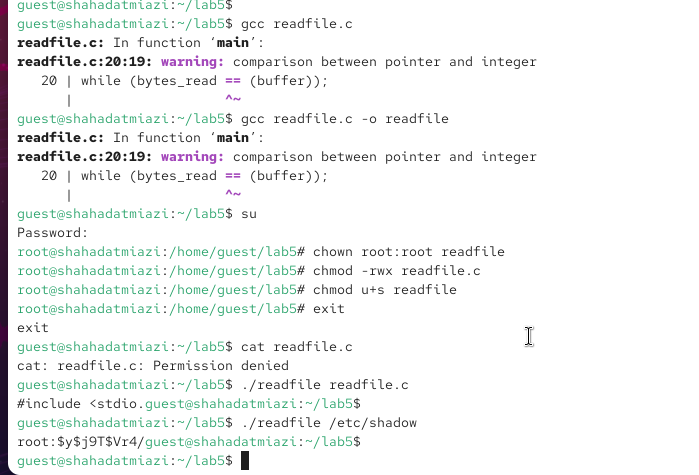 guest@shahadatmiazi:~/lab5$
guest@shahadatmiazi:~/lab5$ gcc readfile.c
readfile.c: In function ‘main’:
readfile.c:20:19: warning: comparison between pointer and integer
   20 | while (bytes_read == (buffer));
      |                   ^~
guest@shahadatmiazi:~/lab5$ gcc readfile.c -o readfile
readfile.c: In function ‘main’:
readfile.c:20:19: warning: comparison between pointer and integer
   20 | while (bytes_read == (buffer));
      |                   ^~
guest@shahadatmiazi:~/lab5$ su
Password:
root@shahadatmiazi:/home/guest/lab5# chown root:root readfile
root@shahadatmiazi:/home/guest/lab5# chmod -rwx readfile.c
root@shahadatmiazi:/home/guest/lab5# chmod u+s readfile
root@shahadatmiazi:/home/guest/lab5# exit
exit
guest@shahadatmiazi:~/lab5$ cat readfile.c
cat: readfile.c: Permission denied
guest@shahadatmiazi:~/lab5$ ./readfile readfile.c
#include <stdio.guest@shahadatmiazi:~/lab5$
guest@shahadatmiazi:~/lab5$ ./readfile /etc/shadow
root:$y$j9T$Vr4/guest@shahadatmiazi:~/lab5$
guest@shahadatmiazi:~/lab5$